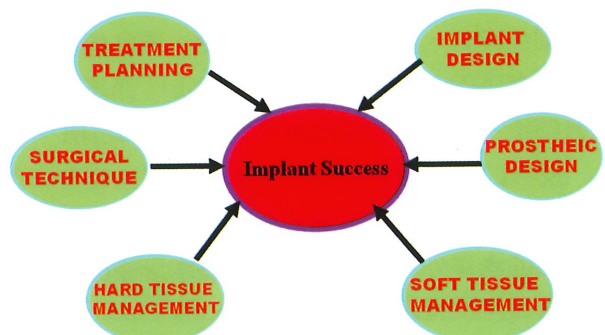 TREATMENT
PLANNING
IMPLANT
DESIGN
SURGICAL
TECHNIQUE
Implant Success
PROSTHEIC
DESIGN
HARD TISSUE
MANAGEMENT
SOFT TISSUE
MANAGEMENT